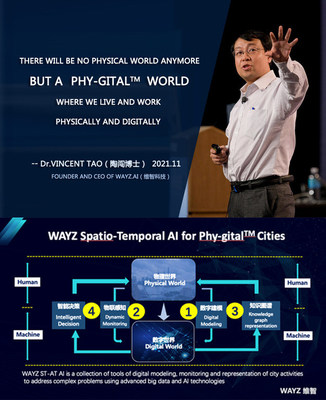 THERE WILL BE NO PHYSICAL WORLD ANYMORE
BUT A PHY-GITAL™ WORLD
WHERE WE LIVE AND WORK
PHYSICALLY AND DIGITALLY
-- Dr.VINCENT TAO（陶闯博士） 2021.11
FOUNDER AND CEO OF WAYZ.AI（维智科技）
WAYZ Spatio-Temporal AI for Phy-gital™ Cities
物理世界
Physical World
Human
Human
智能决策
Intelligent
Decision
4
物联感知
Dynamic
Monitoring
2
1
数字建模
Digital
Modeling
3
知识图谱
Knowledge
graph
representation
Machine
Machine
数字世界
Digital World
WAYZ ST-AT AI is a collection of tools of digital modeling, monitoring and representation of city activities
to address complex problems using advanced big data and AI technologies
WAYZ 维智